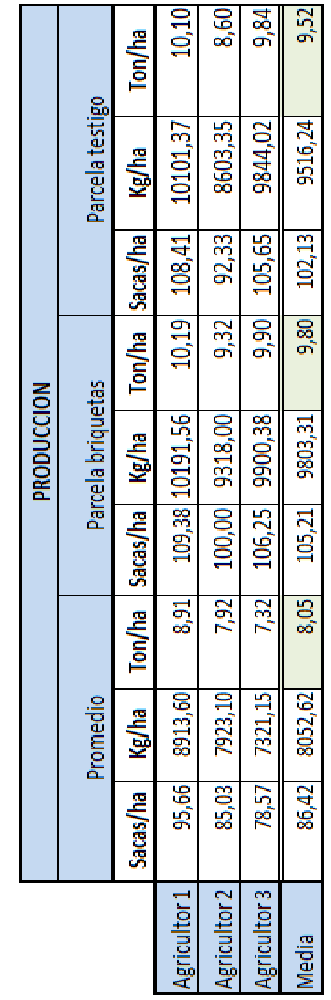 PRODUCCION
Promedio Parcela briquetas Parcela testigo
Sacas/ha Kg/ha Ton/ha Sacas/ha Kg/ha Ton/ha Sacas/ha Kg/ha Ton/ha
Agricultor 1 95,66 8913,60 8,91 109,38 10191,56 10,19 108,41 10101,37 10,10
Agricultor 2 85,03 7923,10 7,92 100,00 9318,00 9,32 92,33 8603,35 8,60
Agricultor 3 78,57 7321,15 7,32 106,25 9900,38 9,90 105,65 9844,02 9,84
Media 86,42 8052,62 8,05 105,21 9803,31 9,80 102,13 9516,24 9,52